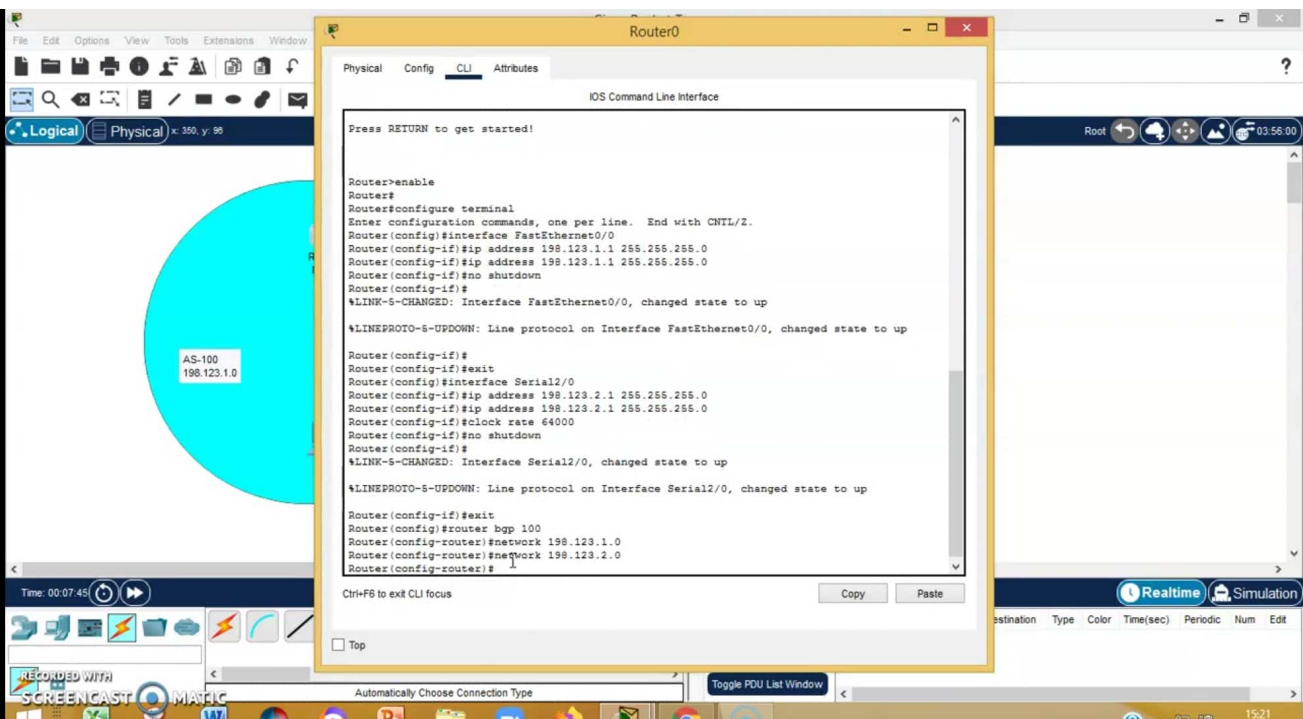 Router0
File Edit Options View Tools Extensions Window
Physical Config CLI Attributes
IOS Command Line Interface
Logical Physical x: 350, y: 96
Root 03:56:00
Press RETURN to get started!
Router>enable
Router#
Router#configure terminal
Enter configuration commands, one per line. End with CNTL/Z.
Router(config)#interface FastEthernet0/0
Router(config-if)#ip address 198.123.1.1 255.255.255.0
Router(config-if)#ip address 198.123.1.1 255.255.255.0
Router(config-if)#no shutdown
Router(config-if)#
%LINK-5-CHANGED: Interface FastEthernet0/0, changed state to up
%LINEPROTO-5-UPDOWN: Line protocol on Interface FastEthernet0/0, changed state to up
Router(config-if)#
Router(config-if)#exit
Router(config)#interface Serial2/0
Router(config-if)#ip address 198.123.2.1 255.255.255.0
Router(config-if)#ip address 198.123.2.1 255.255.255.0
Router(config-if)#clock rate 64000
Router(config-if)#no shutdown
Router(config-if)#
%LINK-5-CHANGED: Interface Serial2/0, changed state to up
%LINEPROTO-5-UPDOWN: Line protocol on Interface Serial2/0, changed state to up
Router(config-if)#exit
Router(config)#router bgp 100
Router(config-router)#network 198.123.1.0
Router(config-router)#network 198.123.2.0
Router(config-router)#
AS-100
198.123.1.0
Ctrl+F6 to exit CLI focus
Copy Paste
Top
Time: 00:07:45
Realtime Simulation
Type Color Time(sec) Periodic Num Edit
Automatically Choose Connection Type
Toggle PDU List Window
RECORDED WITH
SCREENCAST MATIC
15:21